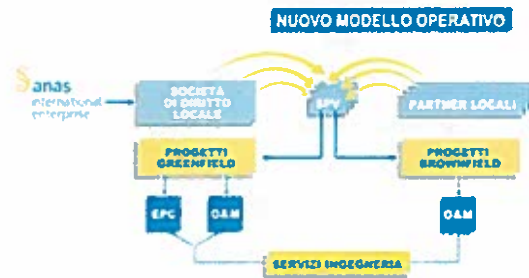 NUOVO MODELLO OPERATIVO
anas
international
enterprise
SOCIETÀ
DI DIRITTO
LOCALE
SPV
PARTNER LOCALI
PROGETTI
GREENFIELD
PROGETTI
BROWNFIELD
EPC
O&M
O&M
SERVIZI INGEGNERIA